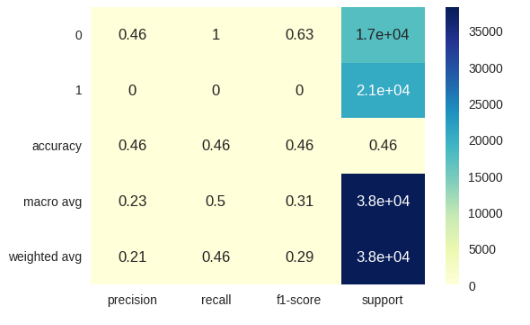 0 0.46 1 0.63 1.7e+04
1 0 0 0 2.1e+04
accuracy 0.46 0.46 0.46 0.46
macro avg 0.23 0.5 0.31 3.8e+04
weighted avg 0.21 0.46 0.29 3.8e+04
precision recall f1-score support
35000
30000
25000
20000
15000
10000
5000
0